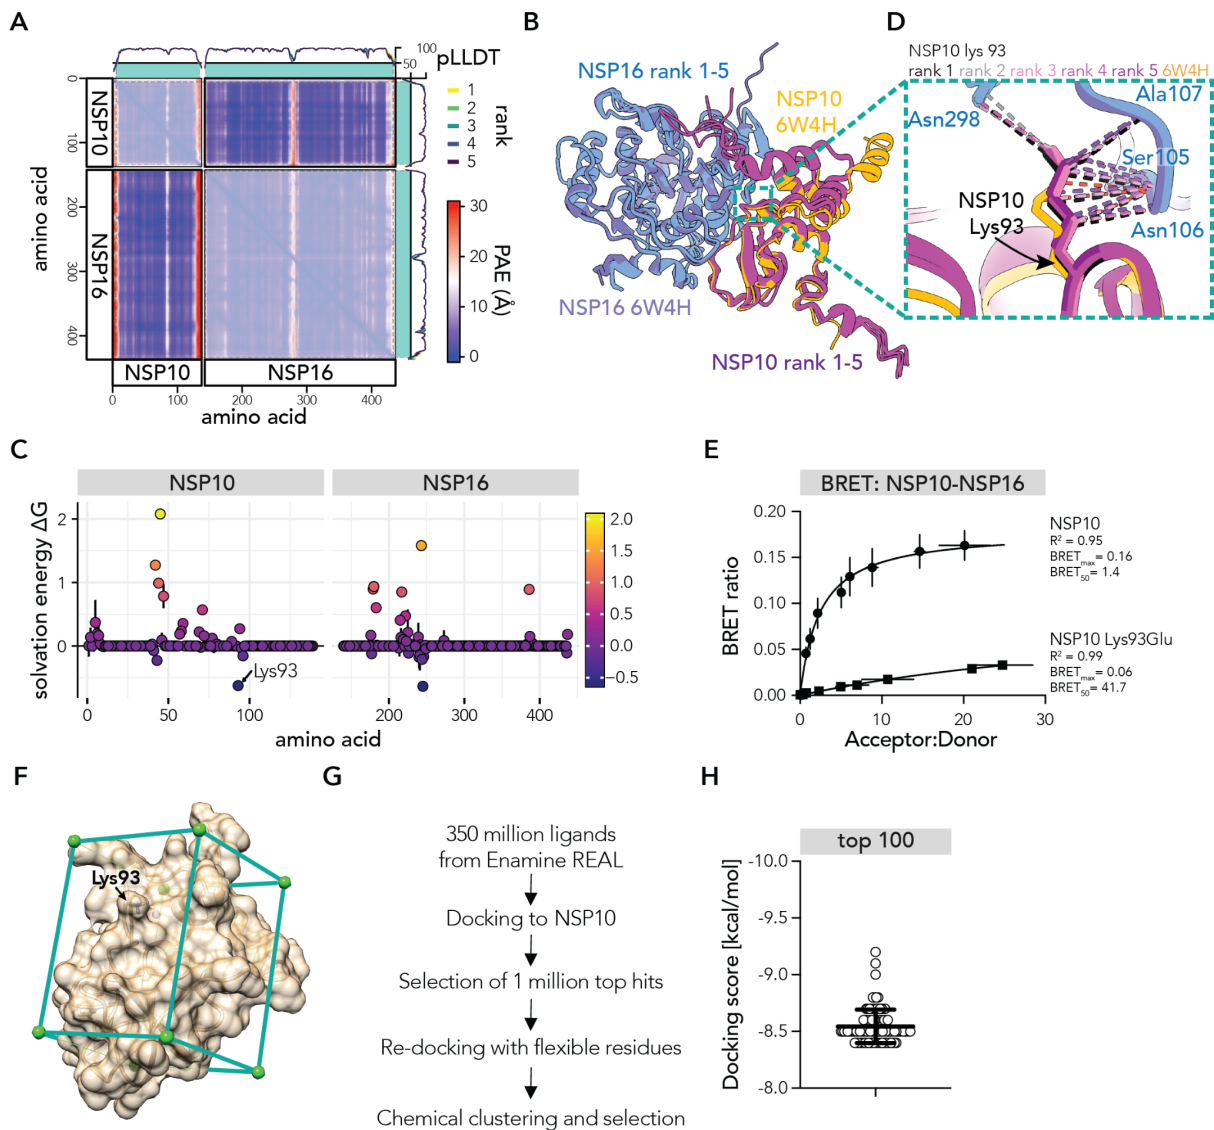 A
pLLDT
100
50
1
2
3
4
5
rank
0
100
200
300
400
amino acid
NSP10
NSP16
30
20
10
0
PAE (Å)
NSP10
NSP16
0
100
200
300
400
amino acid
B
NSP16 rank 1-5
NSP10
6W4H
NSP16 6W4H
NSP10 rank 1-5
D
NSP10 lys 93
rank 1 rank 2 rank 3 rank 4 rank 5 6W4H
Ala107
Asn298
Ser105
NSP10
Lys93
Asn106
C
NSP10
NSP16
solvation energy ΔG
2
1
0
Lys93
0
50
100
200
300
400
amino acid
2.0
1.5
1.0
0.5
0.0
−0.5
E
BRET: NSP10-NSP16
BRET ratio
0.20
0.15
0.10
0.05
0.00
0
10
20
30
Acceptor:Donor
NSP10
R² = 0.95
BRETmax = 0.16
BRET50 = 1.4
NSP10 Lys93Glu
R² = 0.99
BRETmax = 0.06
BRET50 = 41.7
F
Lys93
G
350 million ligands
from Enamine REAL
Docking to NSP10
Selection of 1 million top hits
Re-docking with flexible residues
Chemical clustering and selection
H
top 100
Docking score [kcal/mol]
-10.0
-9.5
-9.0
-8.5
-8.0